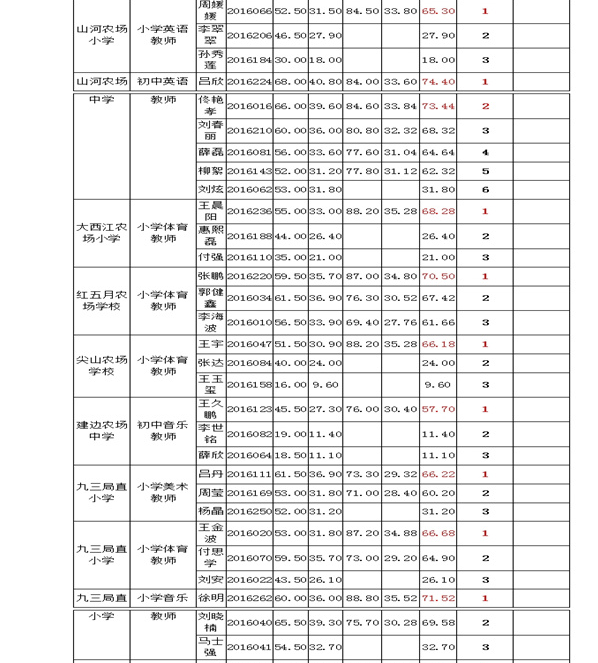 周媛媛 2016066 52.50 31.50 84.50 33.80 65.30 1
山河农场小学 小学英语教师 李翠翠 2016206 46.50 27.90 27.90 2
孙秀莲 2016184 30.00 18.00 18.00 3
山河农场 初中英语 吕欣 2016224 68.00 40.80 84.00 33.60 74.40 1
中学 教师 佟艳孝 2016016 66.00 39.60 84.60 33.84 73.44 2
刘春丽 2016210 60.00 36.00 80.80 32.32 68.32 3
薛磊 2016081 56.00 33.60 77.60 31.04 64.64 4
柳絮 2016143 52.00 31.20 77.80 31.12 62.32 5
刘炫 2016062 53.00 31.80 31.80 6
大西江农场小学 小学体育教师 王晨阳 2016236 55.00 33.00 88.20 35.28 68.28 1
惠熙磊 2016188 44.00 26.40 26.40 2
付强 2016110 35.00 21.00 21.00 3
红五月农场学校 小学体育教师 张鹏 2016220 59.50 35.70 87.00 34.80 70.50 1
郭健鑫 2016034 61.50 36.90 76.30 30.52 67.42 2
李海波 2016010 56.50 33.90 69.40 27.76 61.66 3
尖山农场学校 小学体育教师 王宇 2016047 51.50 30.90 88.20 35.28 66.18 1
张达 2016084 40.00 24.00 24.00 2
王玉玺 2016158 16.00 9.60 9.60 3
建边农场中学 初中音乐教师 王久鹏 2016123 45.50 27.30 76.00 30.40 57.70 1
李世铭 2016082 19.00 11.40 11.40 2
薛欣 2016064 18.50 11.10 11.10 3
九三局直小学 小学美术教师 吕丹 2016111 61.50 36.90 73.30 29.32 66.22 1
周莹 2016169 53.00 31.80 71.00 28.40 60.20 2
杨晶 2016250 52.00 31.20 31.20 3
九三局直小学 小学体育教师 王金波 2016020 53.00 31.80 87.20 34.88 66.68 1
付思学 2016070 59.50 35.70 73.00 29.20 64.90 2
刘安 2016022 43.50 26.10 26.10 3
九三局直 小学音乐 徐明 2016262 60.00 36.00 88.80 35.52 71.52 1
小学 教师 刘晓楠 2016040 65.50 39.30 75.70 30.28 69.58 2
马士强 2016041 54.50 32.70 32.70 3